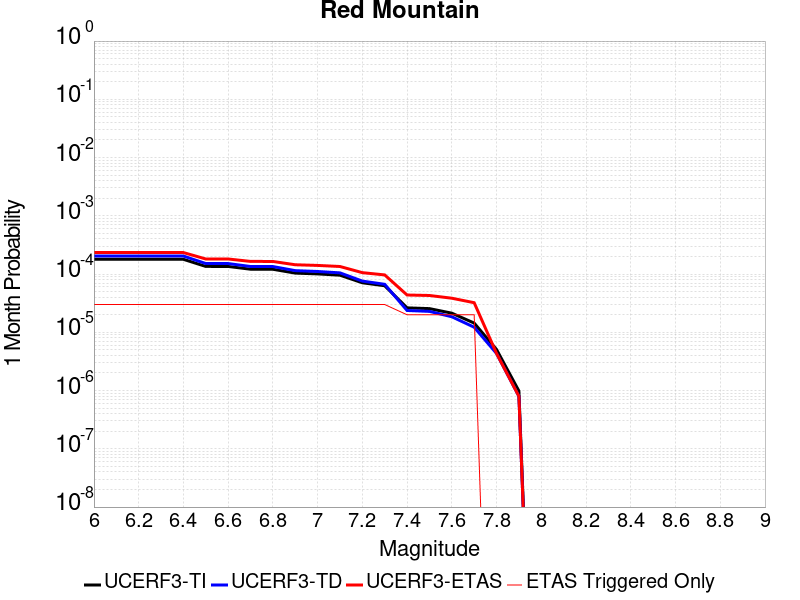 Red Mountain
1 Month Probability
10^0
10^-1
10^-2
10^-3
10^-4
10^-5
10^-6
10^-7
10^-8
6 6.2 6.4 6.6 6.8 7 7.2 7.4 7.6 7.8 8 8.2 8.4 8.6 8.8 9
Magnitude
UCERF3-TI UCERF3-TD UCERF3-ETAS ETAS Triggered Only